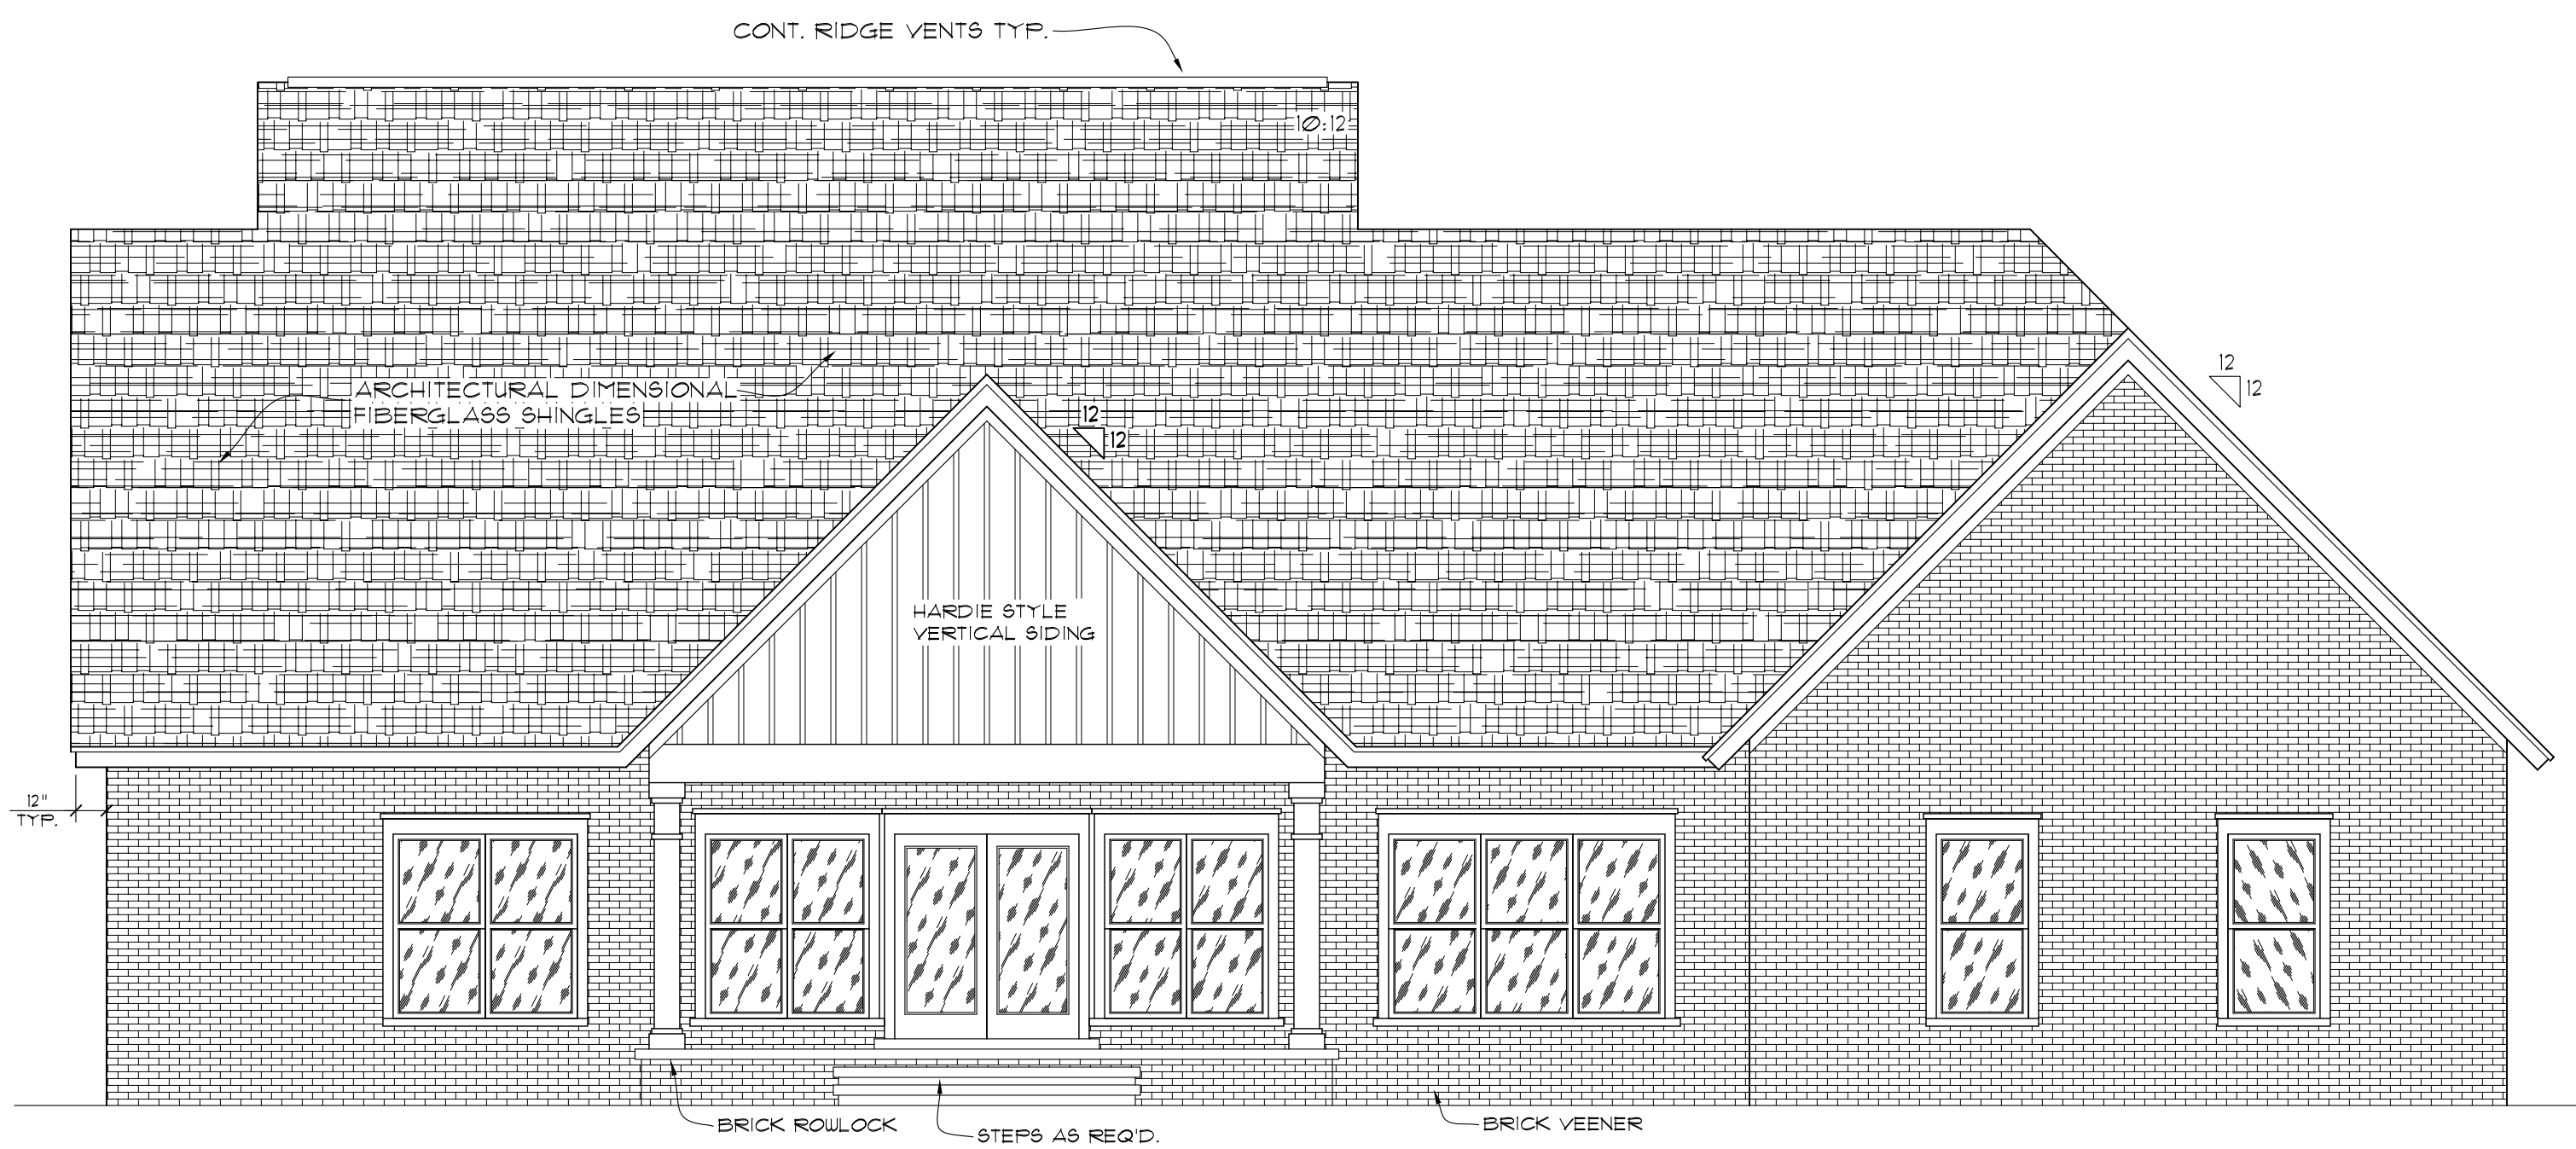 CONT. RIDGE VENTS TYP.
10:12
12
12
ARCHITECTURAL DIMENSIONAL
FIBERGLASS SHINGLES
12
12
HARDIE STYLE
VERTICAL SIDING
12"
TYP.
BRICK ROWLOCK
STEPS AS REQ'D.
BRICK VEENER